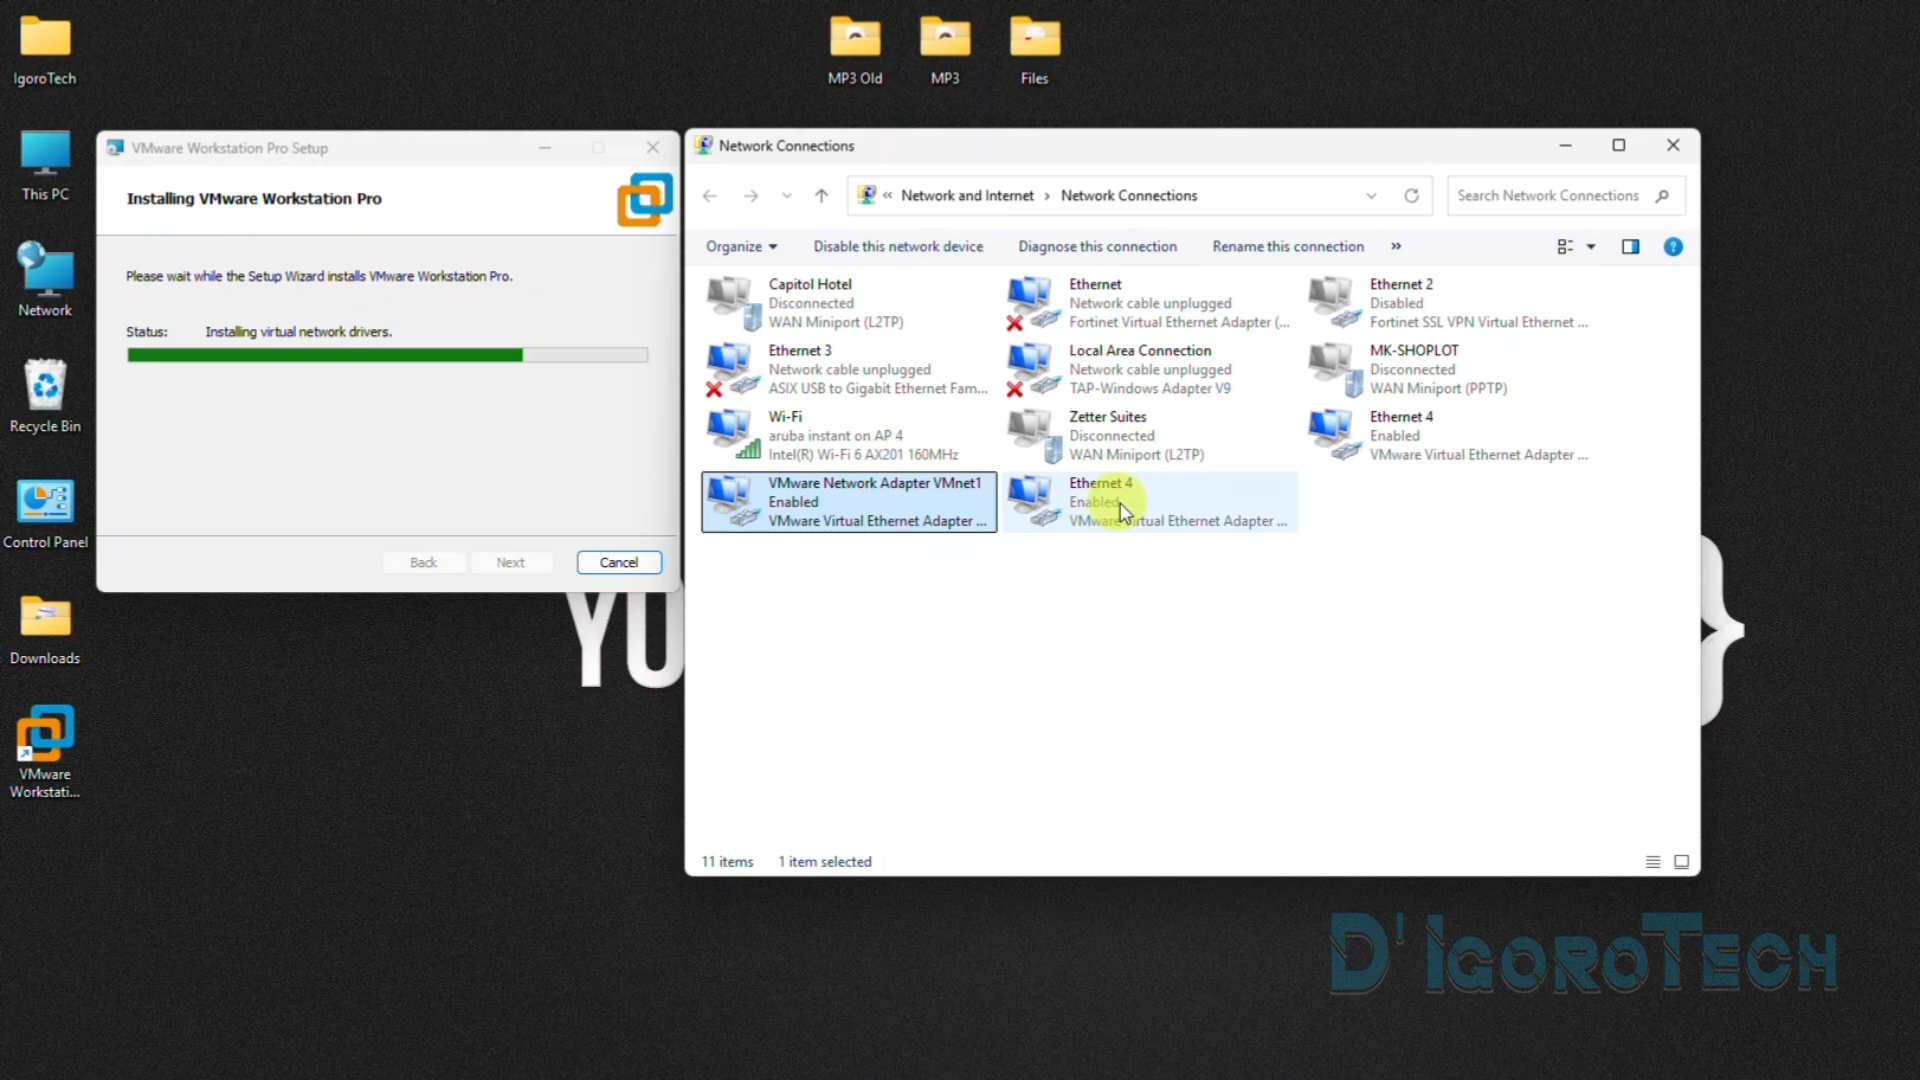 IgoroTech
MP3 Old
MP3
Files
This PC
Network
Recycle Bin
Control Panel
Downloads
VMware
Workstati...
VMware Workstation Pro Setup
Installing VMware Workstation Pro
Please wait while the Setup Wizard installs VMware Workstation Pro.
Status: Installing virtual network drivers.
Back Next Cancel
Network Connections
« Network and Internet › Network Connections
Search Network Connections
Organize Disable this network device Diagnose this connection Rename this connection »
Capitol Hotel
Disconnected
WAN Miniport (L2TP)
Ethernet
Network cable unplugged
Fortinet Virtual Ethernet Adapter (...
Ethernet 2
Disabled
Fortinet SSL VPN Virtual Ethernet ...
Ethernet 3
Network cable unplugged
ASIX USB to Gigabit Ethernet Fam...
Local Area Connection
Network cable unplugged
TAP-Windows Adapter V9
MK-SHOPLOT
Disconnected
WAN Miniport (PPTP)
Wi-Fi
aruba instant on AP 4
Intel(R) Wi-Fi 6 AX201 160MHz
Zetter Suites
Disconnected
WAN Miniport (L2TP)
Ethernet 4
Enabled
VMware Virtual Ethernet Adapter ...
VMware Network Adapter VMnet1
Enabled
VMware Virtual Ethernet Adapter ...
Ethernet 4
Enabled
VMware Virtual Ethernet Adapter ...
11 items 1 item selected
YO
}
D'IGOROTECH